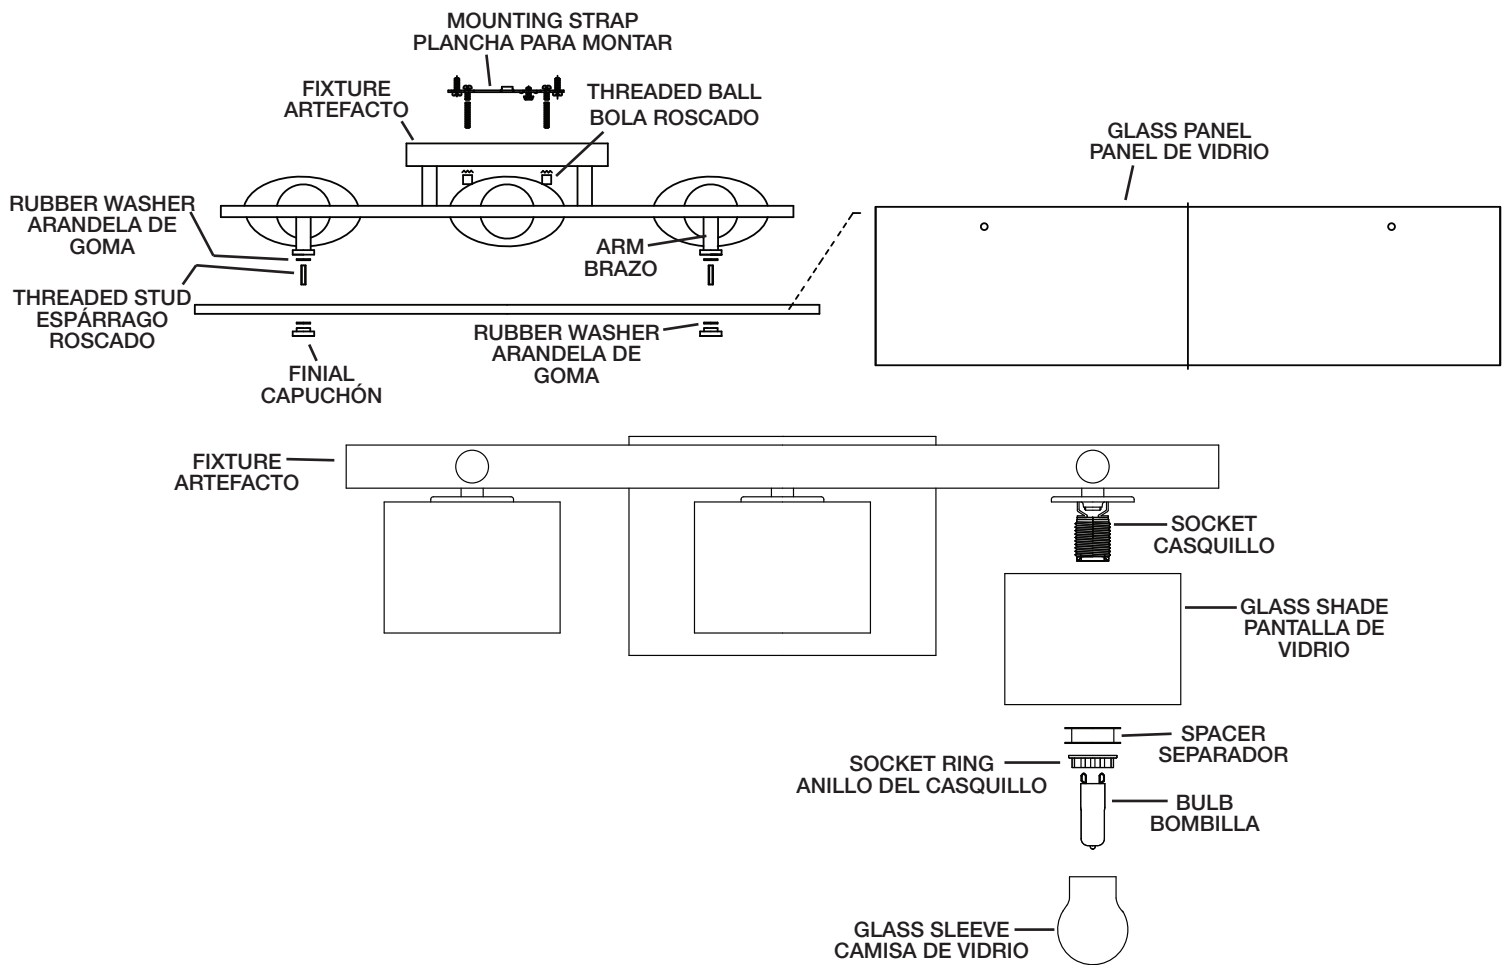 MOUNTING STRAP
PLANCHA PARA MONTAR
FIXTURE
ARTEFACTO
THREADED BALL
BOLA ROSCADO
GLASS PANEL
PANEL DE VIDRIO
RUBBER WASHER
ARANDELA DE
GOMA
ARM
BRAZO
THREADED STUD
ESPÁRRAGO
ROSCADO
RUBBER WASHER
ARANDELA DE
GOMA
FINIAL
CAPUCHÓN
FIXTURE
ARTEFACTO
SOCKET
CASQUILLO
GLASS SHADE
PANTALLA DE
VIDRIO
SPACER
SEPARADOR
SOCKET RING
ANILLO DEL CASQUILLO
BULB
BOMBILLA
GLASS SLEEVE
CAMISA DE VIDRIO